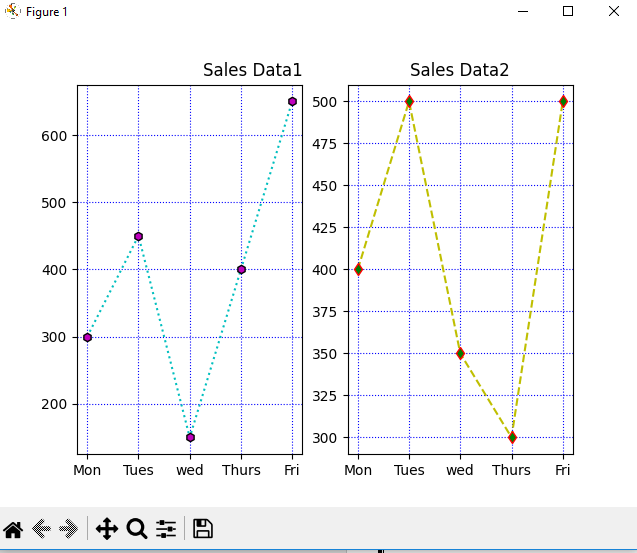 Figure 1
Sales Data1
600
500
400
300
200
Mon Tues wed Thurs Fri
Sales Data2
500
475
450
425
400
375
350
325
300
Mon Tues wed Thurs Fri